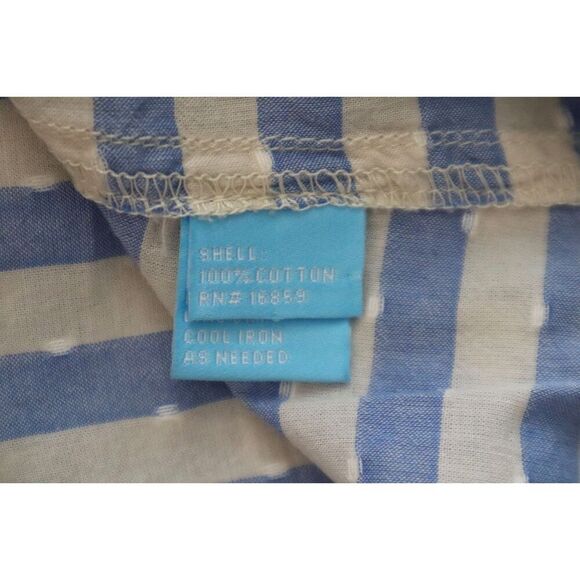 SHELL:
100% COTTON
RN# 16859
COOL IRON
AS NEEDED